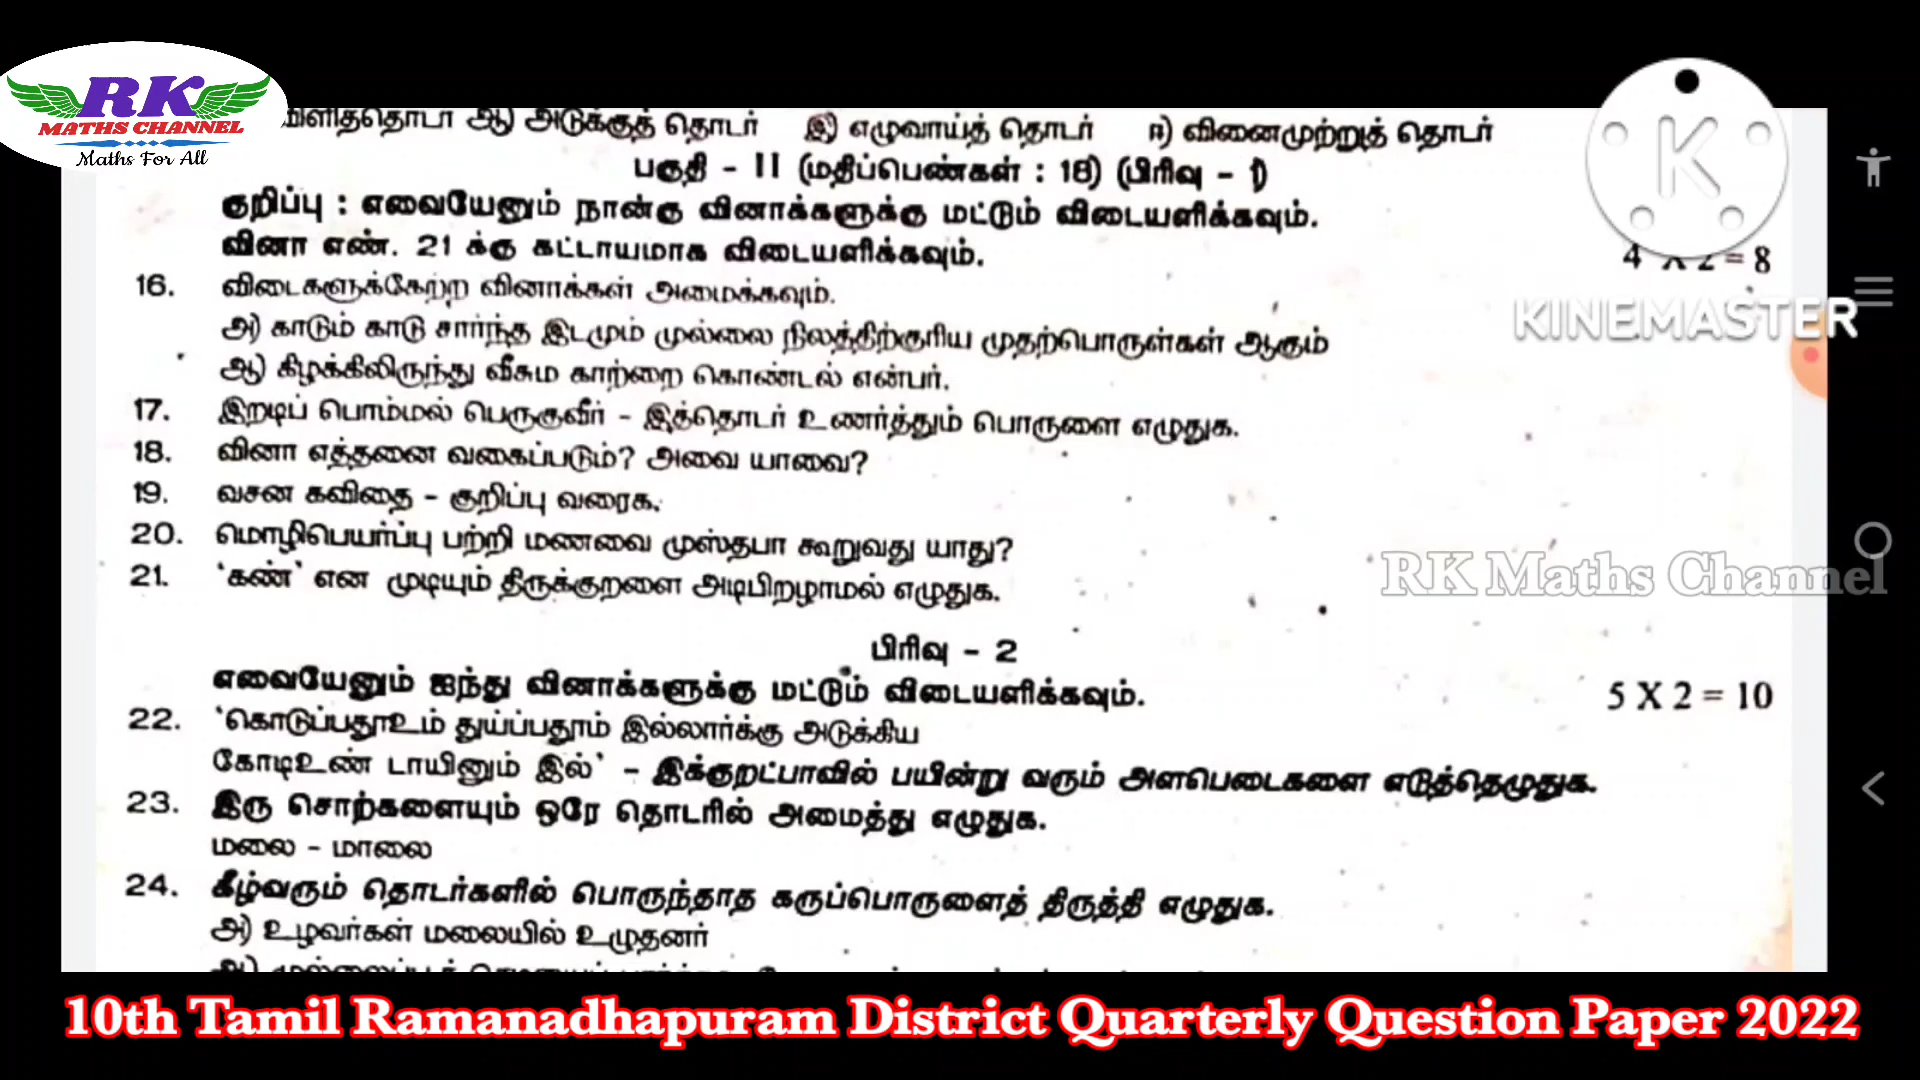 RK
MATHS CHANNEL
Maths For All
ஆ) அடுக்குத் தொடர் இ) எழுவாய்த் தொடர் ஈ) வினைமுற்றுத் தொடர்
பகுதி - II (மதிப்பெண்கள் : 18) (பிரிவு - 1)
குறிப்பு : எவையேனும் நான்கு வினாக்களுக்கு மட்டும் விடையளிக்கவும்.
வினா எண். 21 க்கு கட்டாயமாக விடையளிக்கவும். 4 X 2 = 8
16. விடைகளுக்கேற்ற வினாக்கள் அமைக்கவும்.
KINEMASTER
அ) காடும் காடு சார்ந்த இடமும் முல்லை நிலத்திற்குரிய முதற்பொருள்கள் ஆகும்
ஆ) கிழக்கிலிருந்து வீசும காற்றை கொண்டல் என்பர்.
17. இறடிப் பொம்மல் பெருகுவீர் - இத்தொடர் உணர்த்தும் பொருளை எழுதுக.
18. வினா எத்தனை வகைப்படும்? அவை யாவை?
19. வசன கவிதை - குறிப்பு வரைக.
20. மொழிபெயர்ப்பு பற்றி மணவை முஸ்தபா கூறுவது யாது?
RK Maths Channel
21. 'கண்' என முடியும் திருக்குறளை அடிபிறழாமல் எழுதுக.
பிரிவு - 2
எவையேனும் ஐந்து வினாக்களுக்கு மட்டும் விடையளிக்கவும். 5 X 2 = 10
22. 'கொடுப்பதூஉம் துய்ப்பதூம் இல்லார்க்கு அடுக்கிய
கோடிஉண் டாயினும் இல்' - இக்குறட்பாவில் பயின்று வரும் அளபெடைகளை எடுத்தெழுதுக.
23. இரு சொற்களையும் ஒரே தொடரில் அமைத்து எழுதுக.
மலை - மாலை
24. கீழ்வரும் தொடர்களில் பொருந்தாத கருப்பொருளைத் திருத்தி எழுதுக.
அ) உழவர்கள் மலையில் உழுதனர்
10th Tamil Ramanadhapuram District Quarterly Question Paper 2022